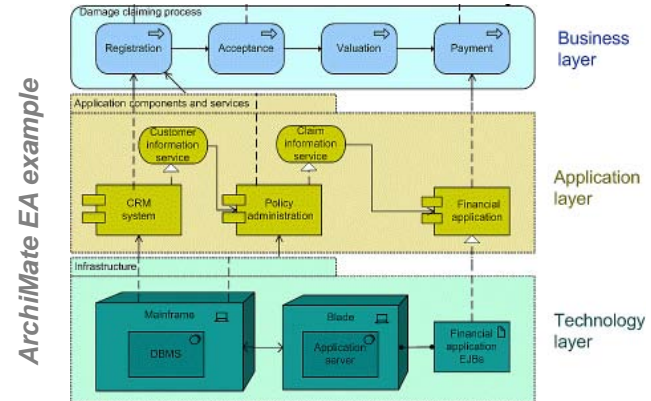 Damage claiming process
Registration
Acceptance
Valuation
Payment
Business
layer
ArchiMate EA example
Application components and services
Customer
information
service
Claim
information
service
CRM
system
Policy
administration
Financial
application
Application
layer
Infrastructure
Mainframe
DBMS
Blade
Application
server
Financial
application
EJBs
Technology
layer